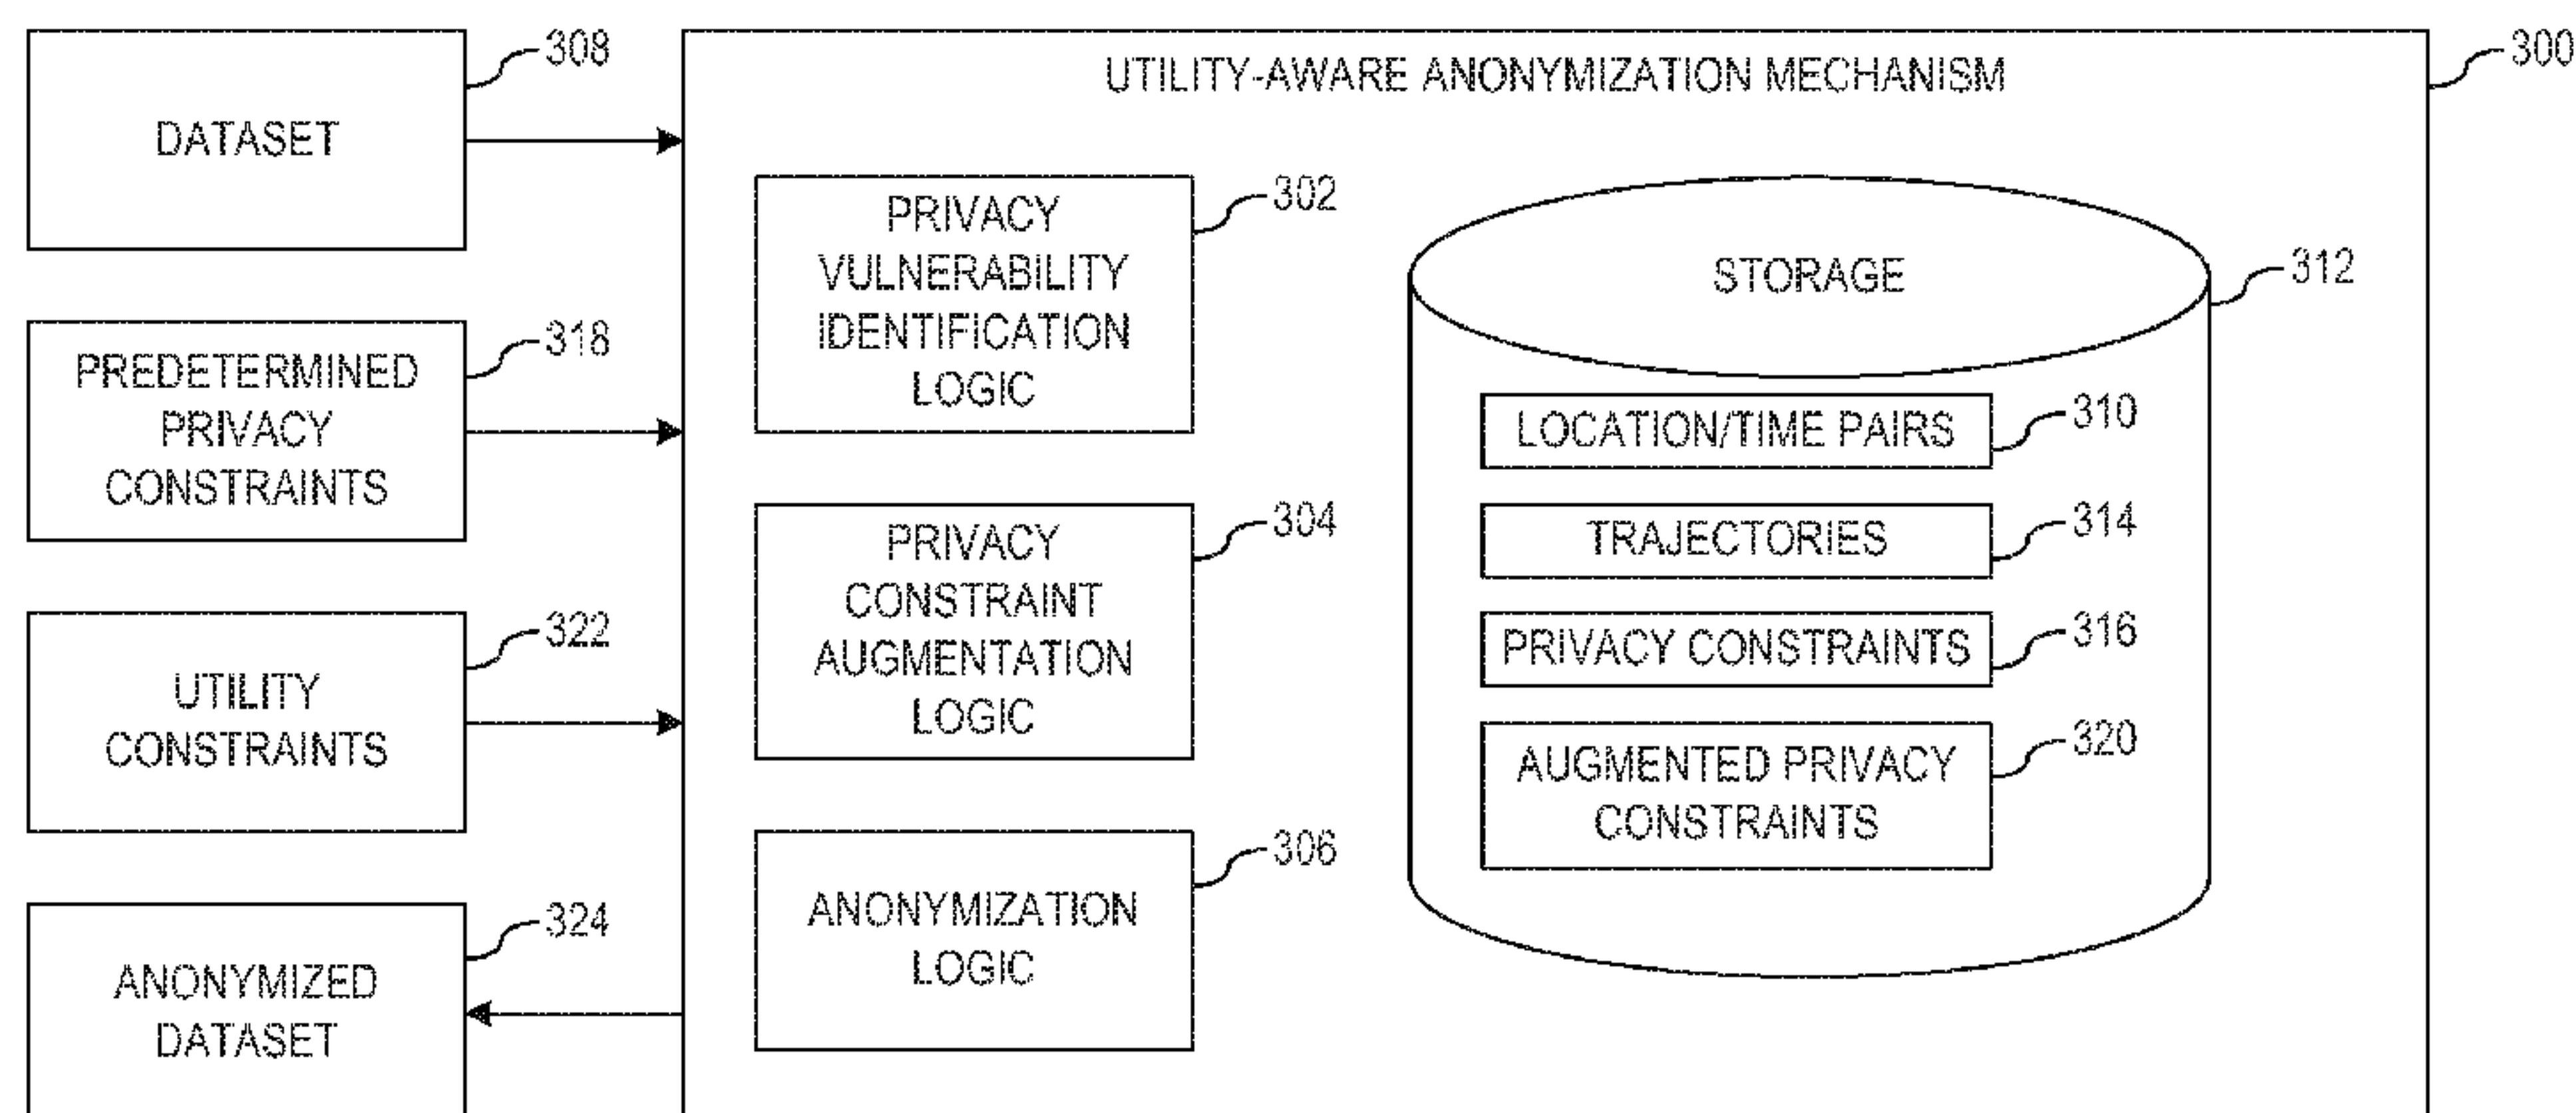 308
DATASET
318
PREDETERMINED
PRIVACY
CONSTRAINTS
322
UTILITY
CONSTRAINTS
324
ANONYMIZED
DATASET
UTILITY-AWARE ANONYMIZATION MECHANISM
300
302
PRIVACY
VULNERABILITY
IDENTIFICATION
LOGIC
304
PRIVACY
CONSTRAINT
AUGMENTATION
LOGIC
306
ANONYMIZATION
LOGIC
STORAGE
312
LOCATION/TIME PAIRS
310
TRAJECTORIES
314
PRIVACY CONSTRAINTS
316
AUGMENTED PRIVACY
CONSTRAINTS
320